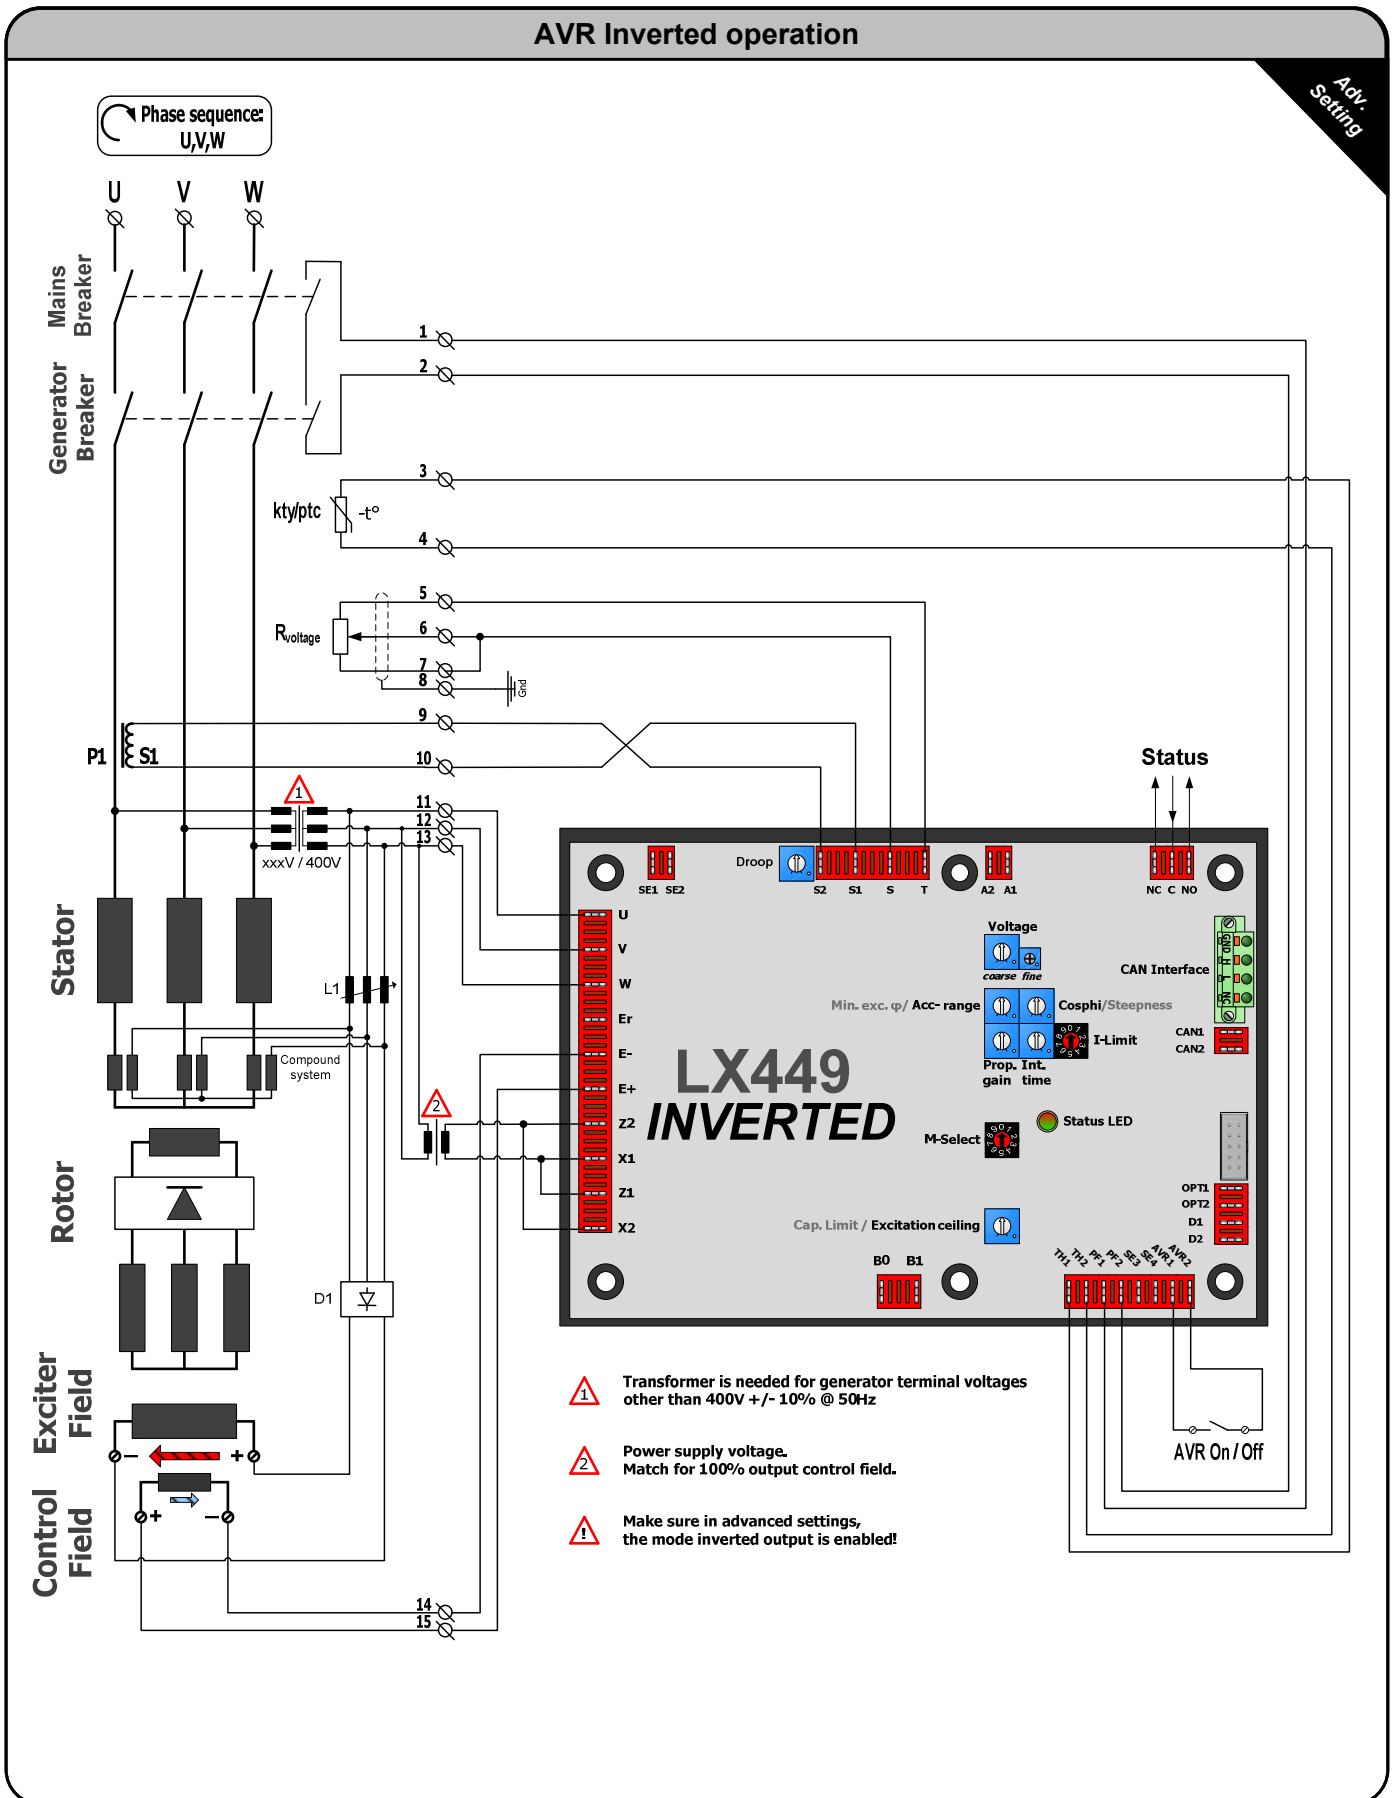 AVR Inverted operation
Adv.
Setting
Phase sequence:
U,V,W
U
V
W
Mains
Breaker
Generator
Breaker
1
2
3
kty/ptc
-t°
4
5
Rvoltage
6
7
8
Gnd
9
P1
S1
10
Status
1
11
12
13
xxxV / 400V
Droop
SE1 SE2
S2
S1
S
T
A2 A1
NC C NO
Stator
U
V
W
Er
E-
E+
Z2
X1
Z1
X2
Voltage
coarse fine
GND
H
L
NC
CAN Interface
L1
Min. exc. φ/ Acc- range
Cosphi/Steepness
CAN1
CAN2
I-Limit
Prop. gain
Int. time
Compound
system
LX449
INVERTED
2
Status LED
M-Select
Rotor
OPT1
OPT2
D1
D2
Cap. Limit / Excitation ceiling
B0 B1
TH1
TH2
PF1
PF2
SE3
SE4
AVR1
AVR2
D1
Exciter
Field
1
Transformer is needed for generator terminal voltages
other than 400V +/- 10% @ 50Hz
AVR On / Off
2
Power supply voltage.
Match for 100% output control field.
!
Make sure in advanced settings,
the mode inverted output is enabled!
−
+
Control
Field
+
−
14
15